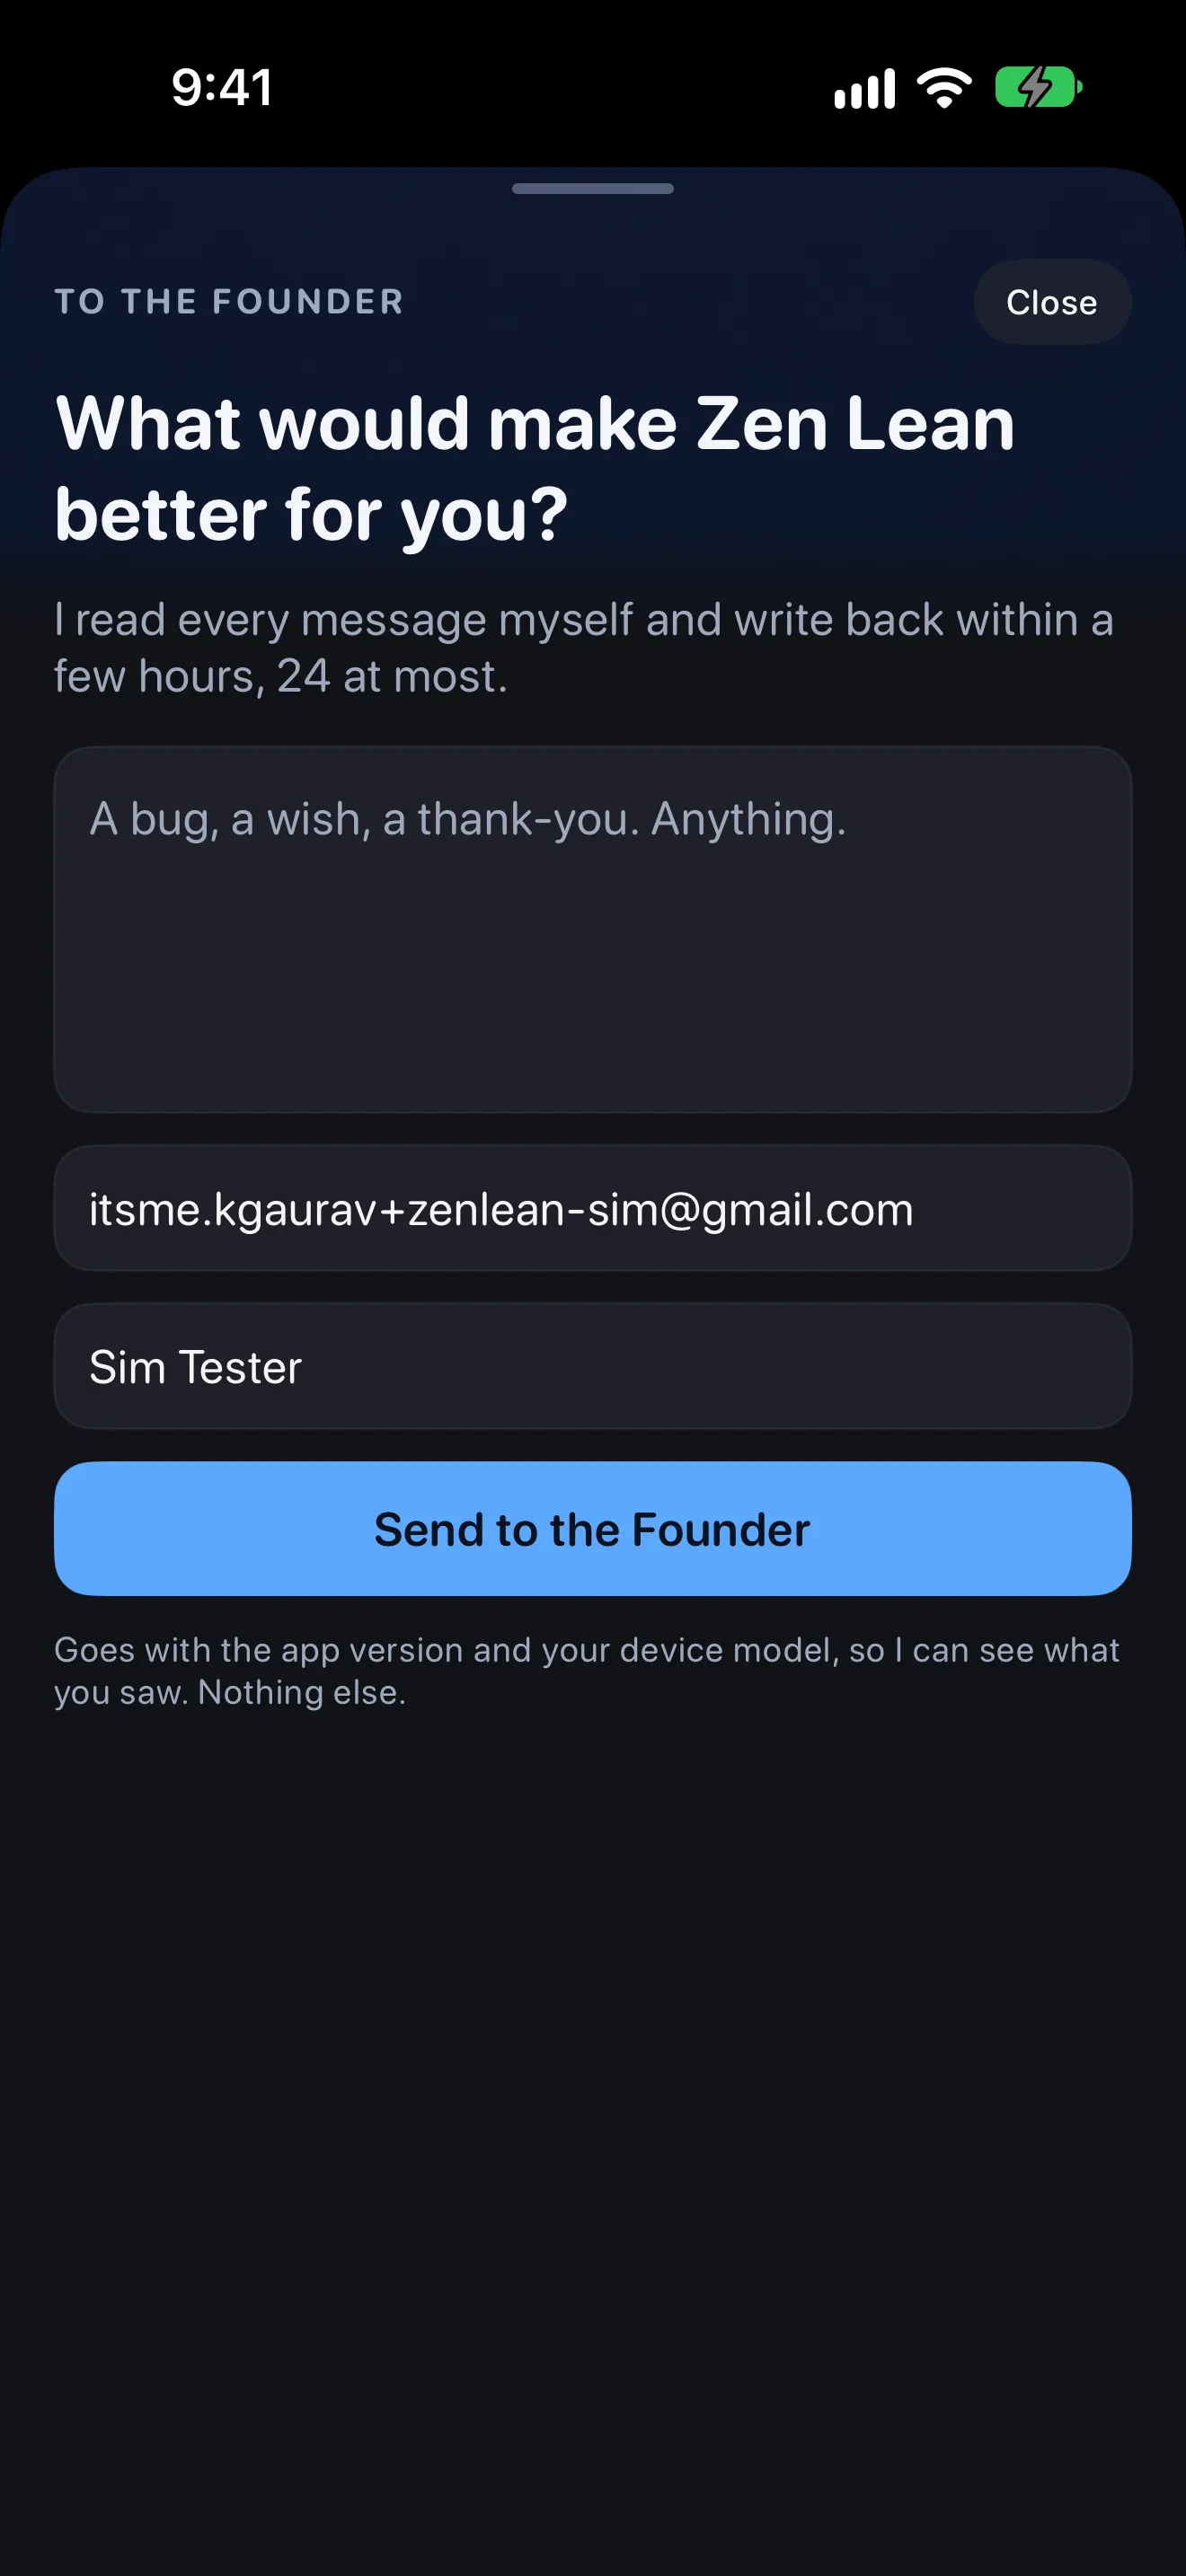 9:41
TO THE FOUNDER
Close
What would make Zen Lean
better for you?
I read every message myself and write back within a
few hours, 24 at most.
A bug, a wish, a thank-you. Anything.
itsme.kgaurav+zenlean-sim@gmail.com
Sim Tester
Send to the Founder
Goes with the app version and your device model, so I can see what
you saw. Nothing else.